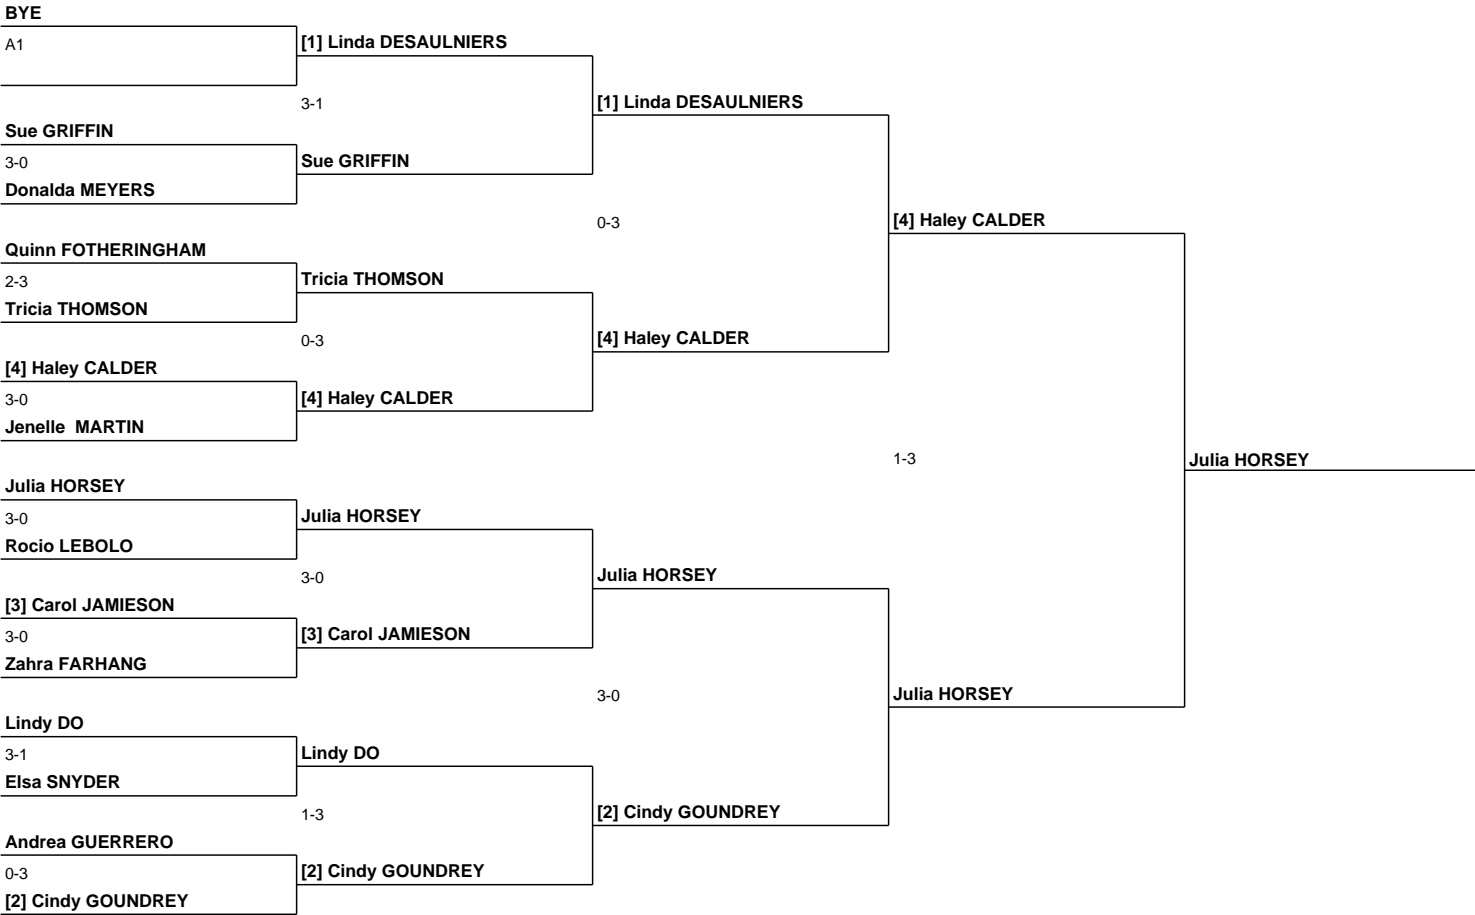 BYE
A1
[1] Linda DESAULNIERS
3-1
[1] Linda DESAULNIERS
Sue GRIFFIN
3-0
Sue GRIFFIN
Donalda MEYERS
0-3
[4] Haley CALDER
Quinn FOTHERINGHAM
2-3
Tricia THOMSON
Tricia THOMSON
0-3
[4] Haley CALDER
[4] Haley CALDER
3-0
[4] Haley CALDER
Jenelle  MARTIN
1-3
Julia HORSEY
Julia HORSEY
3-0
Julia HORSEY
Rocio LEBOLO
3-0
Julia HORSEY
[3] Carol JAMIESON
3-0
[3] Carol JAMIESON
Zahra FARHANG
3-0
Julia HORSEY
Lindy DO
3-1
Lindy DO
Elsa SNYDER
1-3
[2] Cindy GOUNDREY
Andrea GUERRERO
0-3
[2] Cindy GOUNDREY
[2] Cindy GOUNDREY